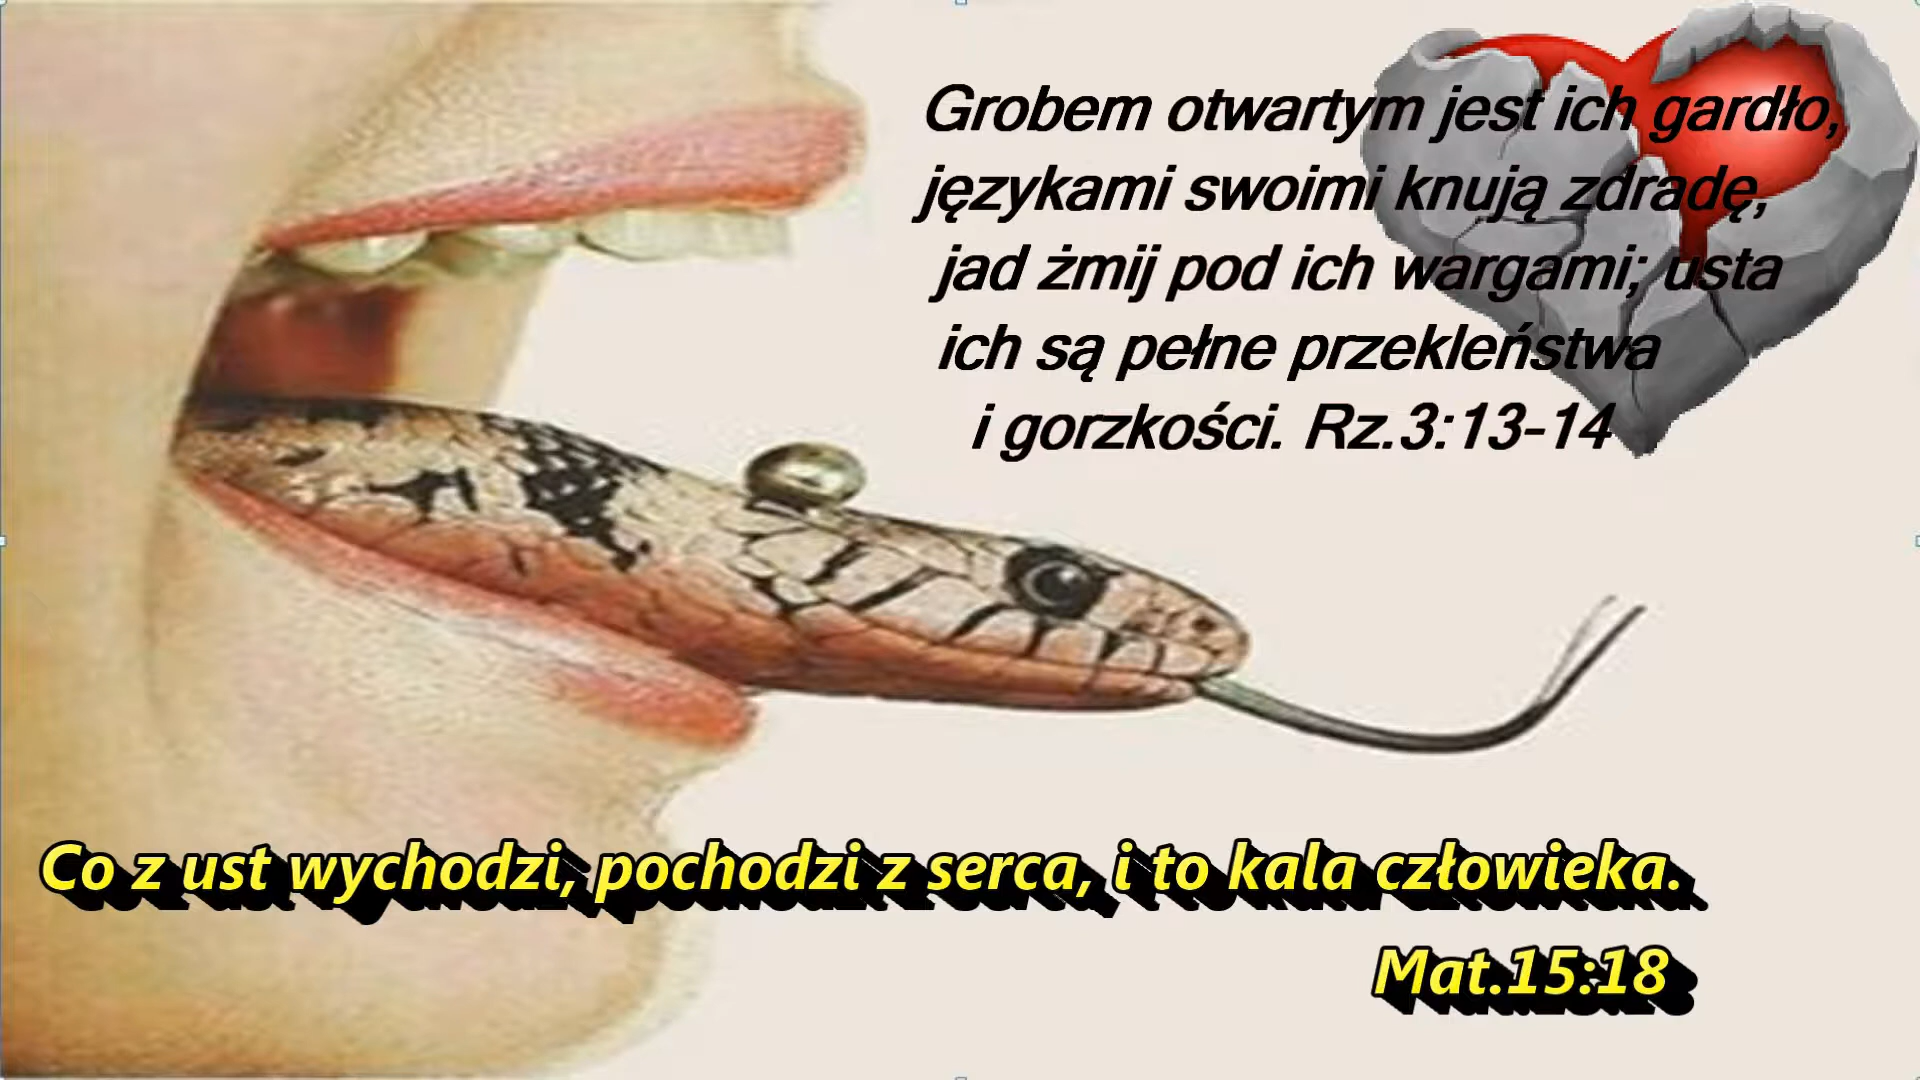 Grobem otwartym jest ich gardło,
językami swoimi knują zdradę,
jad żmij pod ich wargami; usta
ich są pełne przekleństwa
i gorzkości. Rz.3:13-14
Co z ust wychodzi, pochodzi z serca, i to kala człowieka.
Mat.15:18